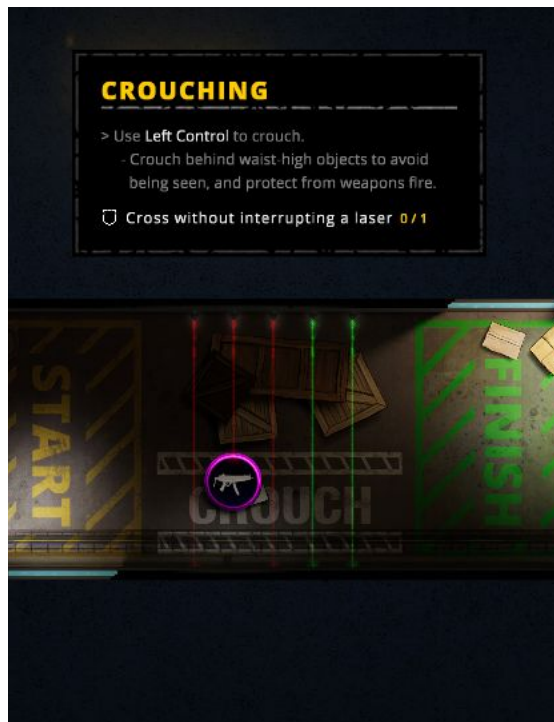 CROUCHING
> Use Left Control to crouch.
- Crouch behind waist-high objects to avoid
being seen, and protect from weapons fire.
Cross without interrupting a laser 0/1
START
CROUCH
FINISH